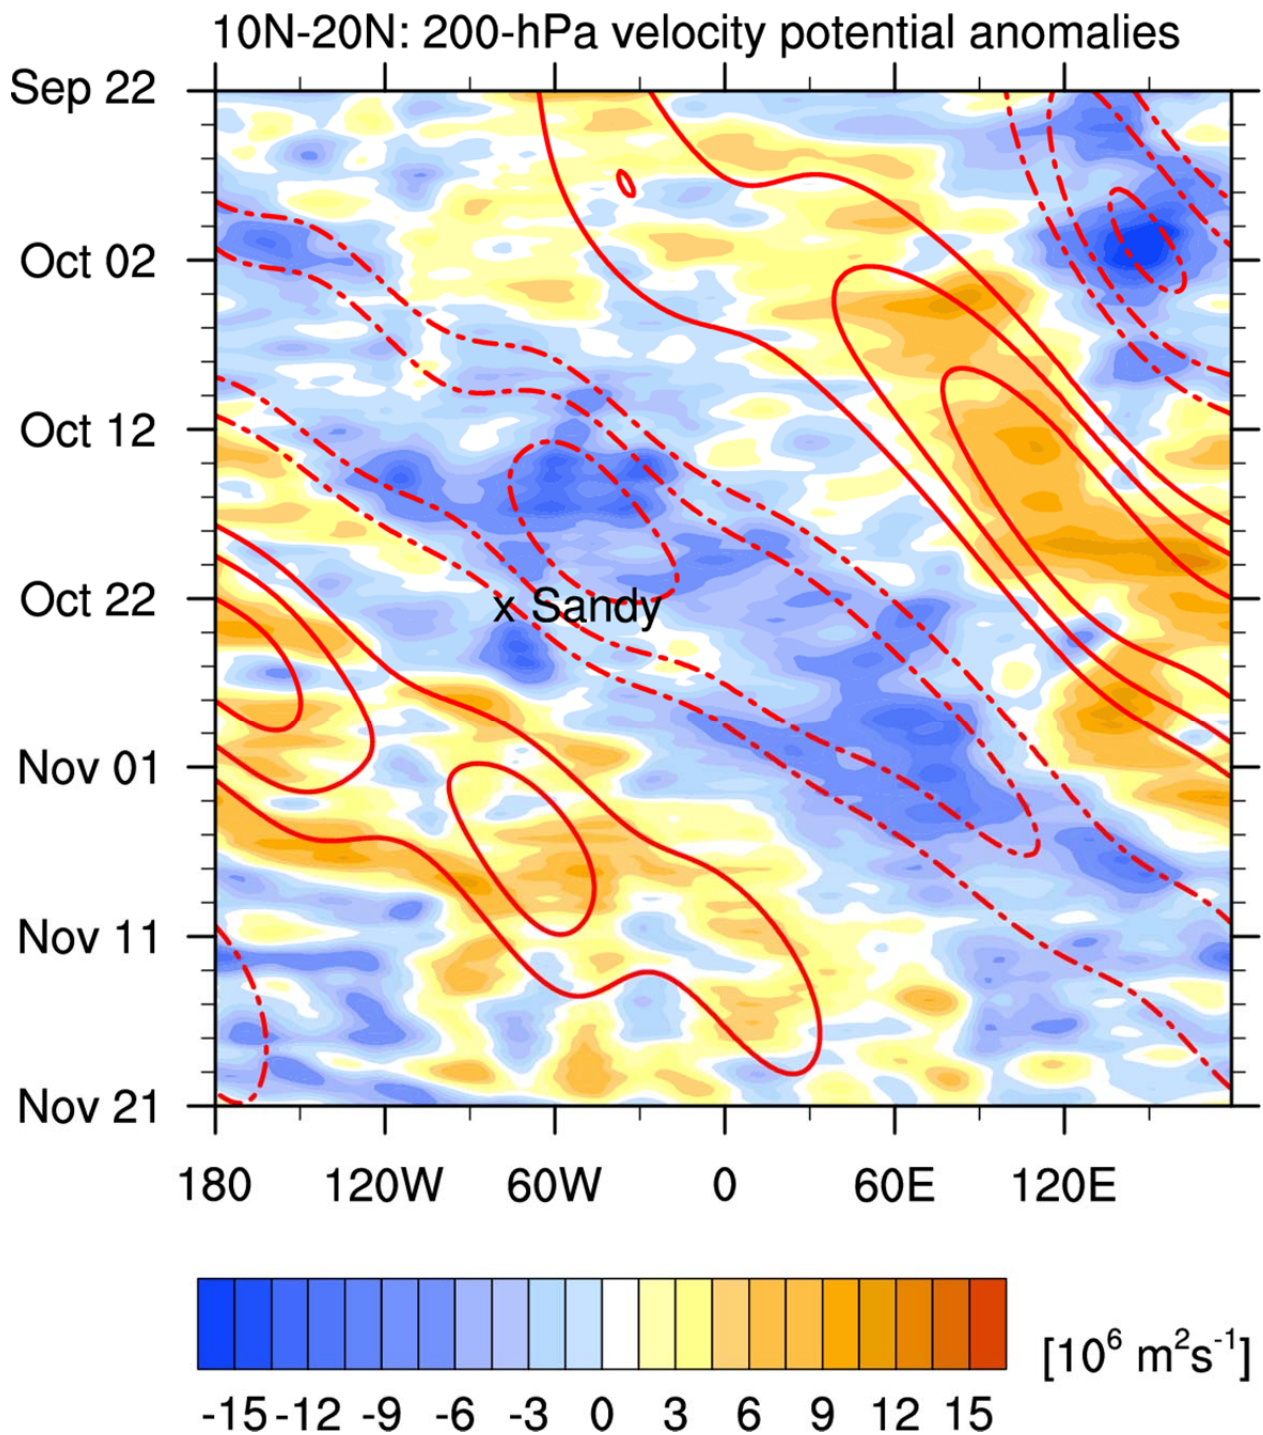 10N-20N: 200-hPa velocity potential anomalies
Sep 22
Oct 02
Oct 12
Oct 22
x Sandy
Nov 01
Nov 11
Nov 21
180 120W 60W 0 60E 120E
[10⁶ m²s⁻¹]
-15 -12 -9 -6 -3 0 3 6 9 12 15